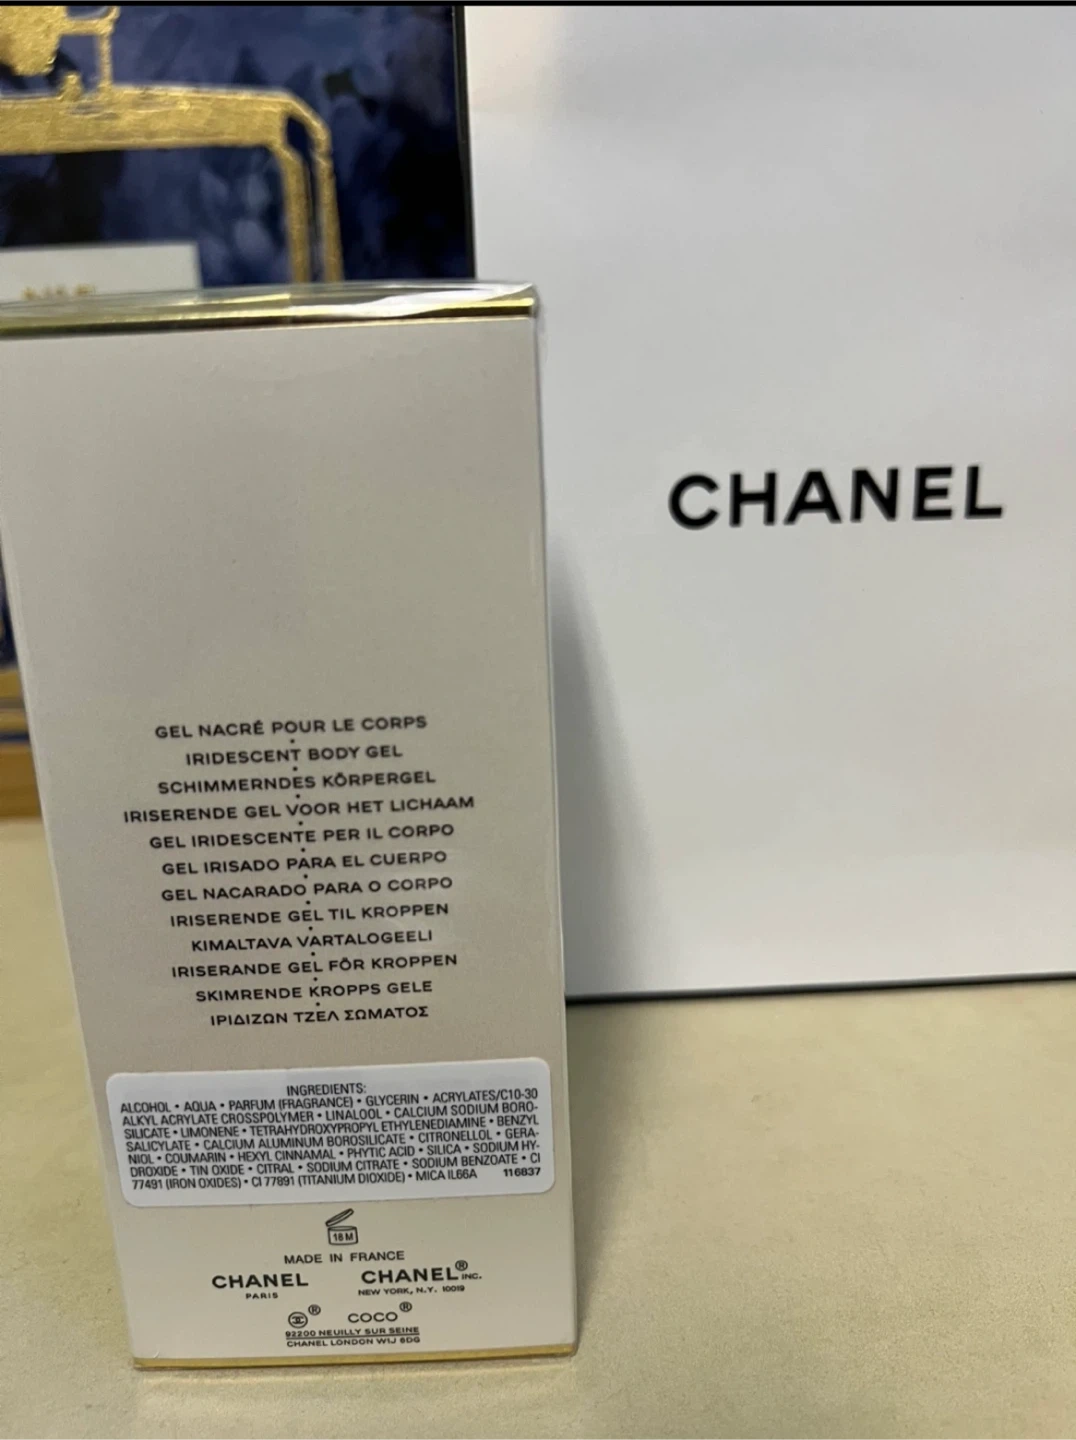 CHANEL
GEL NACRÉ POUR LE CORPS
•
IRIDESCENT BODY GEL
•
SCHIMMERNDES KÖRPERGEL
•
IRISERENDE GEL VOOR HET LICHAAM
•
GEL IRIDESCENTE PER IL CORPO
•
GEL IRISADO PARA EL CUERPO
•
GEL NACARADO PARA O CORPO
•
IRISERENDE GEL TIL KROPPEN
•
KIMALTAVA VARTALOGEELI
•
IRISERANDE GEL FÖR KROPPEN
•
SKIMRENDE KROPPS GELE
•
ΙΡΙΔΙΖΩΝ ΤΖΕΛ ΣΩΜΑΤΟΣ
INGREDIENTS:
ALCOHOL • AQUA • PARFUM (FRAGRANCE) • GLYCERIN • ACRYLATES/C10-30
ALKYL ACRYLATE CROSSPOLYMER • LINALOOL • CALCIUM SODIUM BORO-
SILICATE • LIMONENE • TETRAHYDROXYPROPYL ETHYLENEDIAMINE • BENZYL
SALICYLATE • CALCIUM ALUMINUM BOROSILICATE • CITRONELLOL • GERA-
NIOL • COUMARIN • HEXYL CINNAMAL • PHYTIC ACID • SILICA • SODIUM HY-
DROXIDE • TIN OXIDE • CITRAL • SODIUM CITRATE • SODIUM BENZOATE • CI
77491 (IRON OXIDES) • CI 77891 (TITANIUM DIOXIDE) • MICA IL66A 116837
18M
MADE IN FRANCE
CHANEL CHANEL® INC.
PARIS NEW YORK, N.Y. 10019
® COCO®
92200 NEUILLY SUR SEINE
CHANEL LONDON W1J 6DG